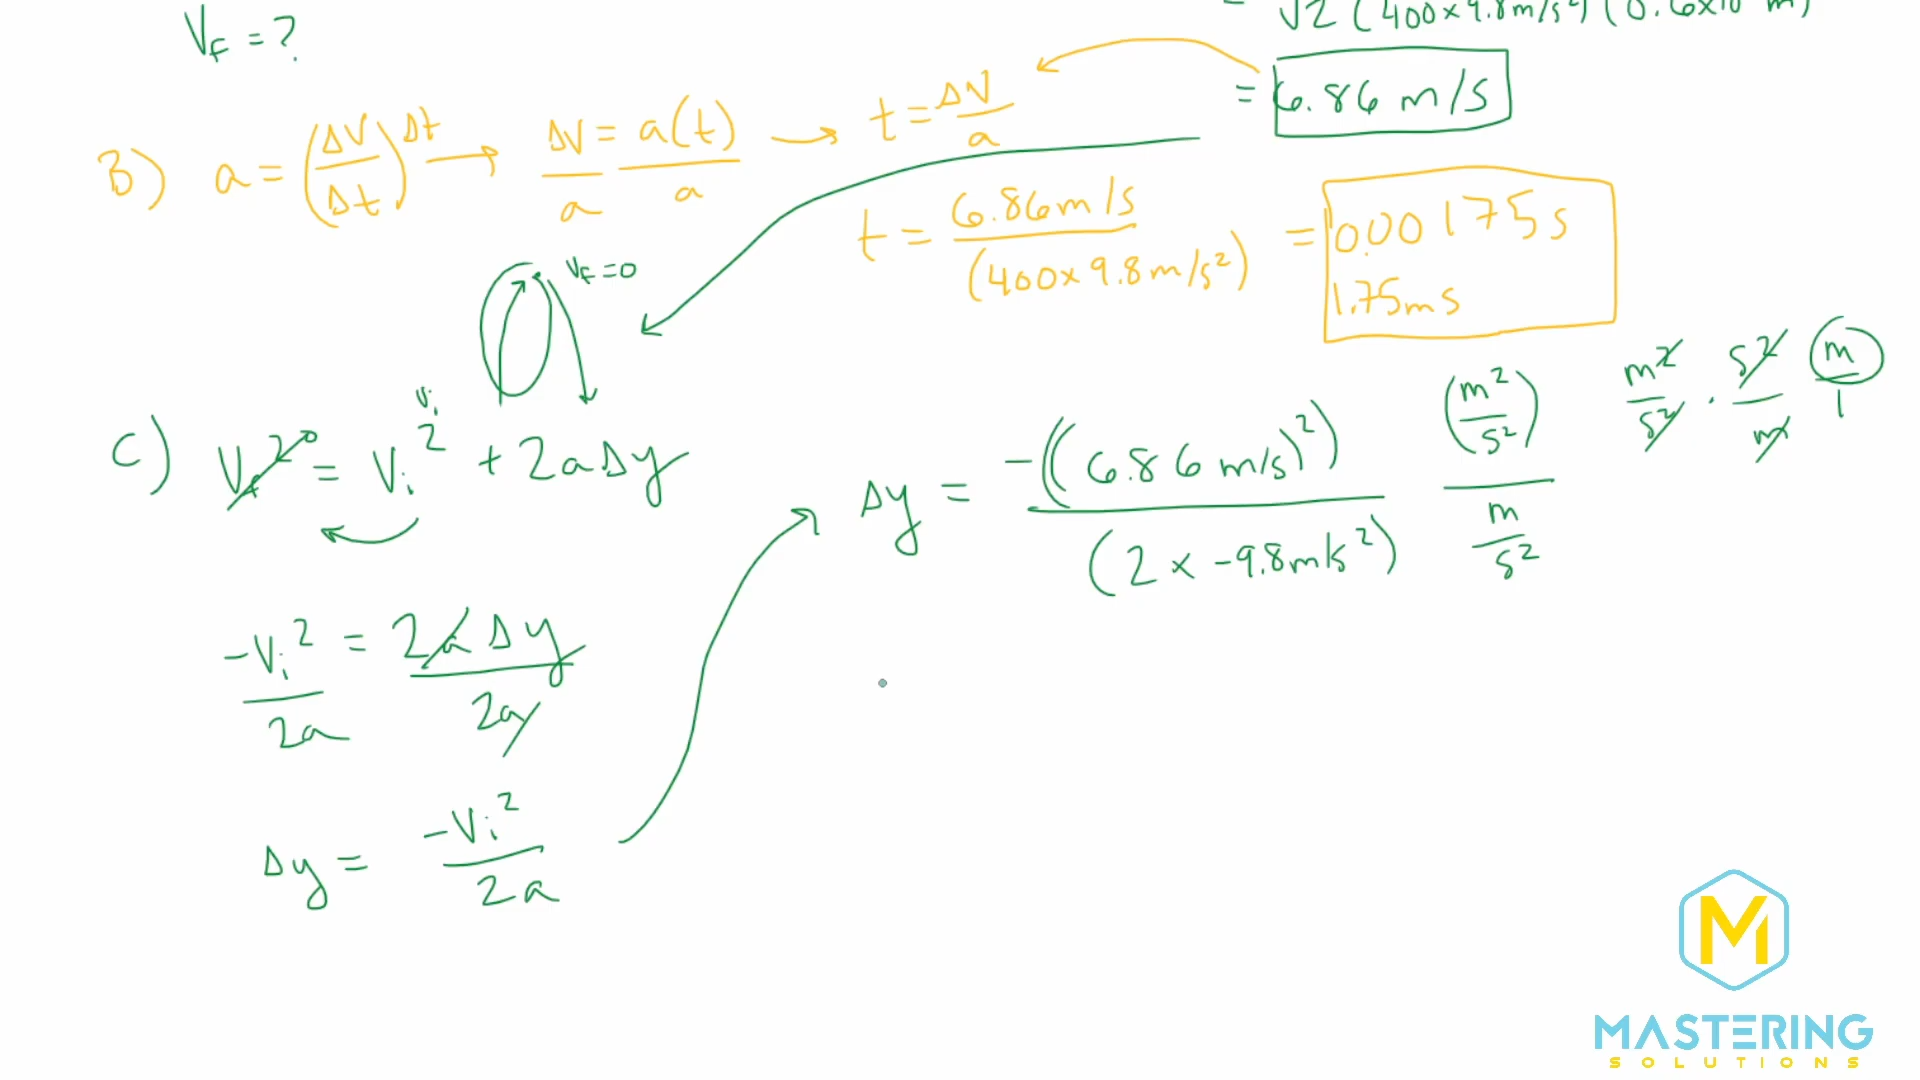 = √2 (400×9.8m/s²) (0.6×10 m)
V_F = ?
= 6.86 m/s
B) a = (ΔV/Δt)Δt → ΔV/a = a(t)/a → t = ΔV/a
t = 6.86m/s / (400×9.8m/s²) = 0.00175s
1.75ms
V_F = 0
V_i
C) V_F² 0 = V_i² + 2aΔy
-V_i²/2a = 2aΔy/2a
Δy = -V_i²/2a
Δy = -((6.86 m/s)²) / (2 × -9.8m/s²) (m²/s²) / (m/s²)
m²/s² · s²/m m/1
MASTERING
SOLUTIONS